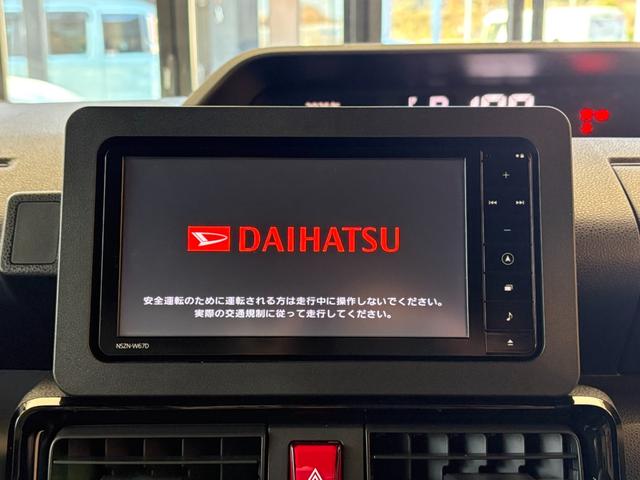 DAIHATSU
安全運転のために運転される方は走行中に操作しないでください。
実際の交通規制に従って走行してください。
NSZN-W67D